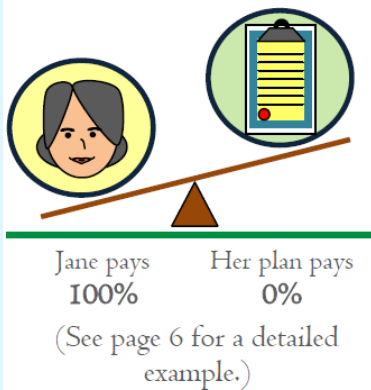 Jane pays Her plan pays
100% 0%
(See page 6 for a detailed
example.)